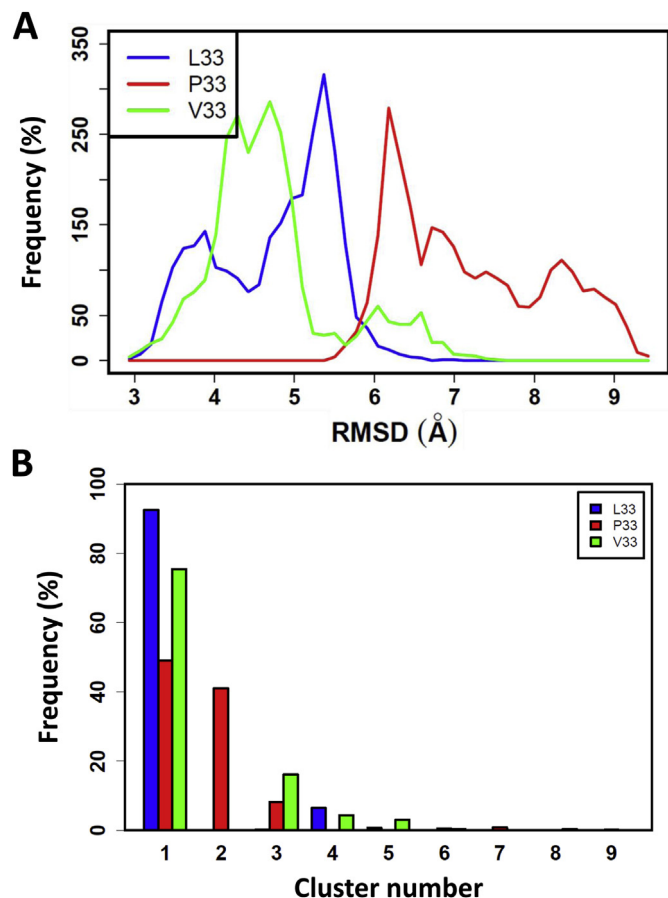 A
Frequency (%)
350
250
150
50
0
L33
P33
V33
3 4 5 6 7 8 9
RMSD (Å)
B
Frequency (%)
100
80
60
40
20
0
L33
P33
V33
1 2 3 4 5 6 7 8 9
Cluster number